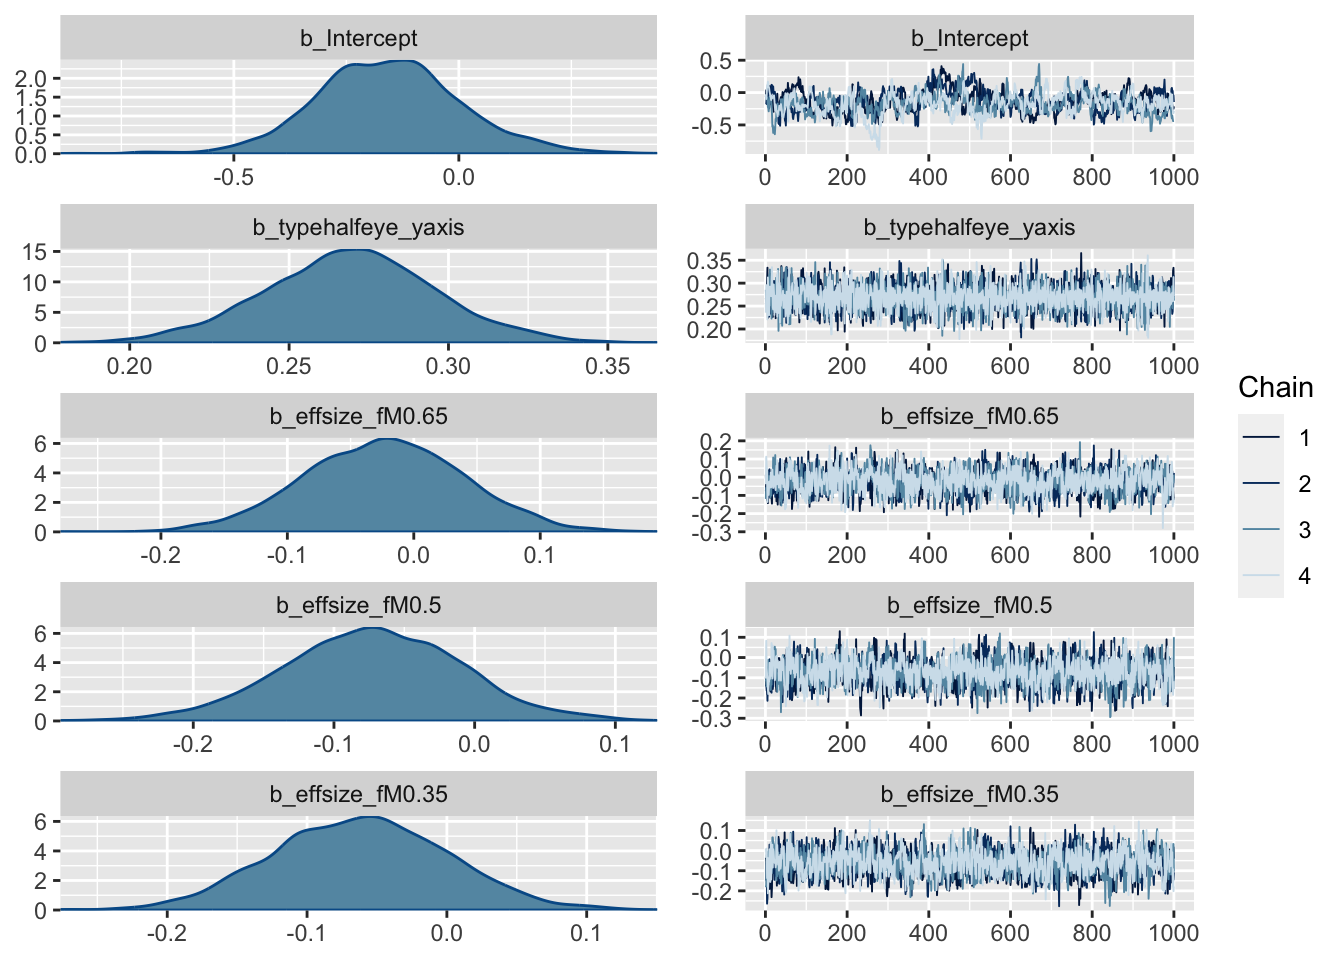 b_Intercept
2.0
1.5
1.0
0.5
0.0
-0.5 0.0
b_Intercept
0.5
0.0
-0.5
0 200 400 600 800 1000
b_typehalfeye_yaxis
15
10
5
0
0.20 0.25 0.30 0.35
b_typehalfeye_yaxis
0.35
0.30
0.25
0.20
0 200 400 600 800 1000
b_effsize_fM0.65
6
4
2
0
-0.2 -0.1 0.0 0.1
b_effsize_fM0.65
0.2
0.1
0.0
-0.1
-0.2
-0.3
0 200 400 600 800 1000
b_effsize_fM0.5
6
4
2
0
-0.2 -0.1 0.0 0.1
b_effsize_fM0.5
0.1
0.0
-0.1
-0.2
-0.3
0 200 400 600 800 1000
b_effsize_fM0.35
6
4
2
0
-0.2 -0.1 0.0 0.1
b_effsize_fM0.35
0.1
0.0
-0.1
-0.2
0 200 400 600 800 1000
Chain
1
2
3
4